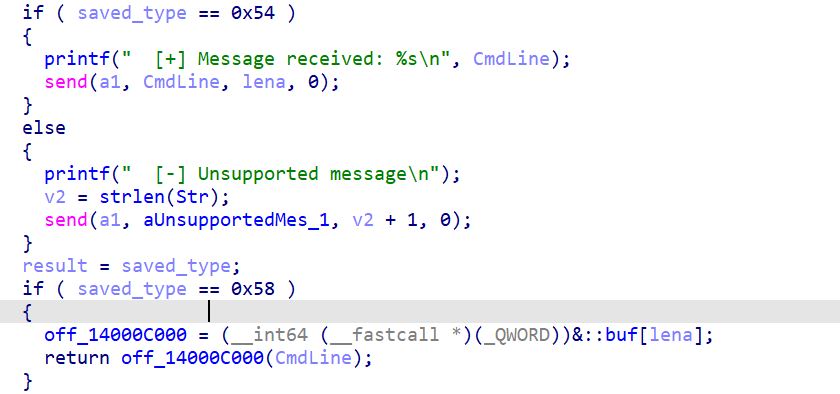 if ( saved_type == 0x54 )
{
printf("  [+] Message received: %s\n", CmdLine);
send(a1, CmdLine, lena, 0);
}
else
{
printf("  [-] Unsupported message\n");
v2 = strlen(Str);
send(a1, aUnsupportedMes_1, v2 + 1, 0);
}
result = saved_type;
if ( saved_type == 0x58 )
{
off_14000C000 = (__int64 (__fastcall *)(_QWORD))&::buf[lena];
return off_14000C000(CmdLine);
}